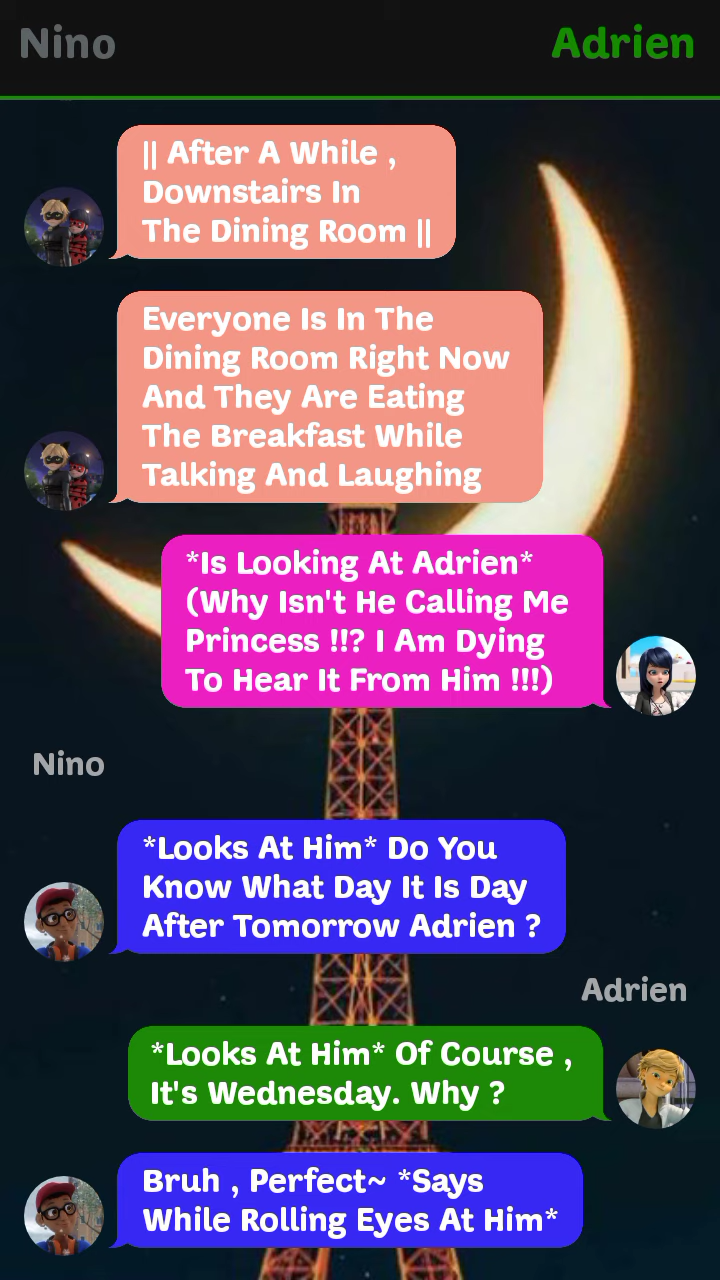 Nino
Adrien
|| After A While ,
Downstairs In
The Dining Room ||
Everyone Is In The
Dining Room Right Now
And They Are Eating
The Breakfast While
Talking And Laughing
*Is Looking At Adrien*
(Why Isn't He Calling Me
Princess !!? I Am Dying
To Hear It From Him !!!)
Nino
*Looks At Him* Do You
Know What Day It Is Day
After Tomorrow Adrien ?
Adrien
*Looks At Him* Of Course ,
It's Wednesday. Why ?
Bruh , Perfect~ *Says
While Rolling Eyes At Him*